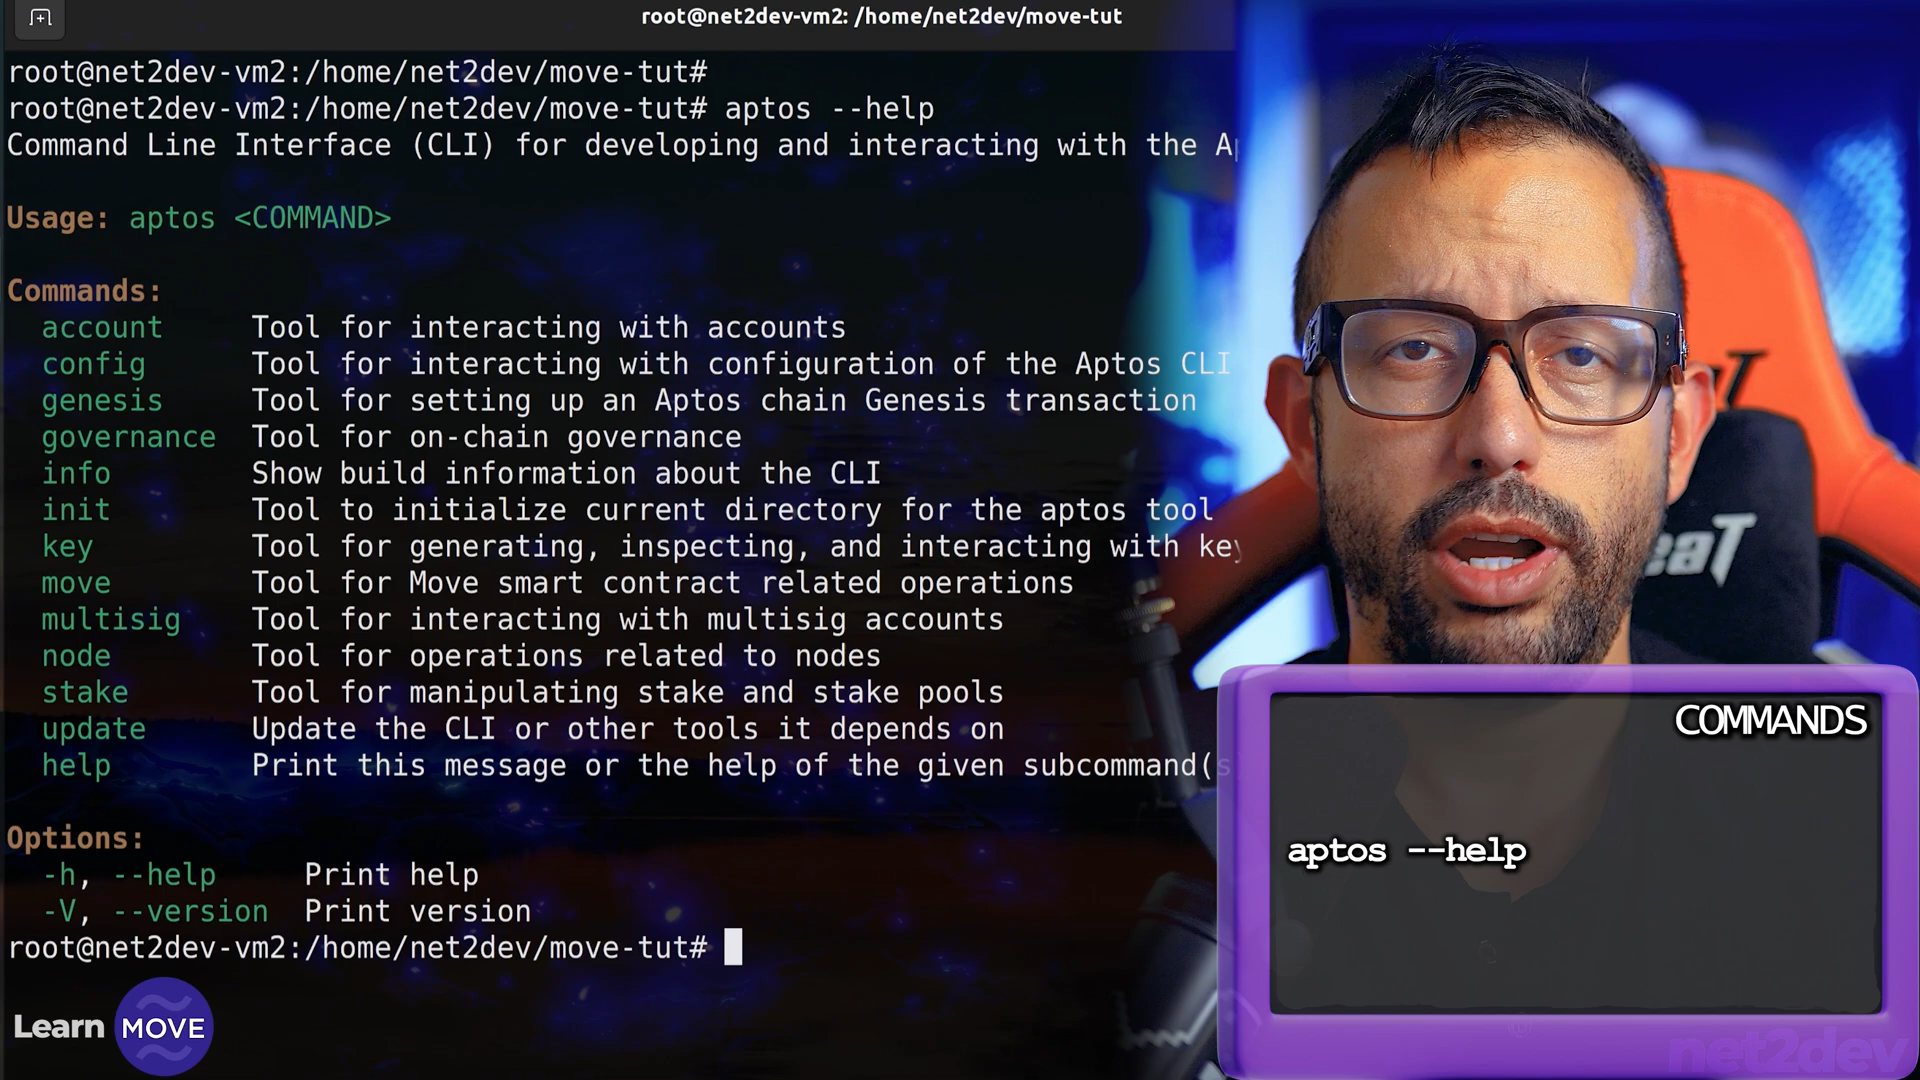 root@net2dev-vm2: /home/net2dev/move-tut
root@net2dev-vm2:/home/net2dev/move-tut#
root@net2dev-vm2:/home/net2dev/move-tut# aptos --help
Command Line Interface (CLI) for developing and interacting with the
Usage: aptos <COMMAND>
Commands:
account Tool for interacting with accounts
config Tool for interacting with configuration of the Aptos CLI
genesis Tool for setting up an Aptos chain Genesis transaction
governance Tool for on-chain governance
info Show build information about the CLI
init Tool to initialize current directory for the aptos tool
key Tool for generating, inspecting, and interacting with key
move Tool for Move smart contract related operations
multisig Tool for interacting with multisig accounts
node Tool for operations related to nodes
stake Tool for manipulating stake and stake pools
update Update the CLI or other tools it depends on
help Print this message or the help of the given subcommand(s
Options:
-h, --help Print help
-V, --version Print version
root@net2dev-vm2:/home/net2dev/move-tut#
Learn MOVE
COMMANDS
aptos --help
net2dev